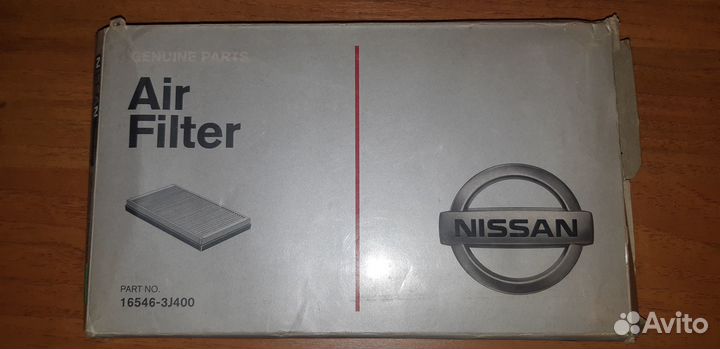 GENUINE PARTS
Air
Filter
PART NO.
16546-3J400
NISSAN
Avito